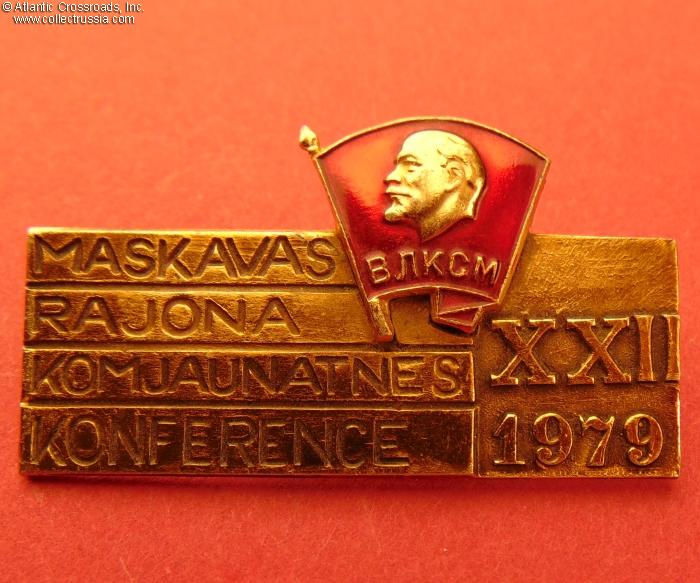 © Atlantic Crossroads, Inc.
www.collectrussia.com
ВЛКСМ
MASKAVAS
RAJONA
KOMJAUNATNES
KONFERENCE
XXII
1979